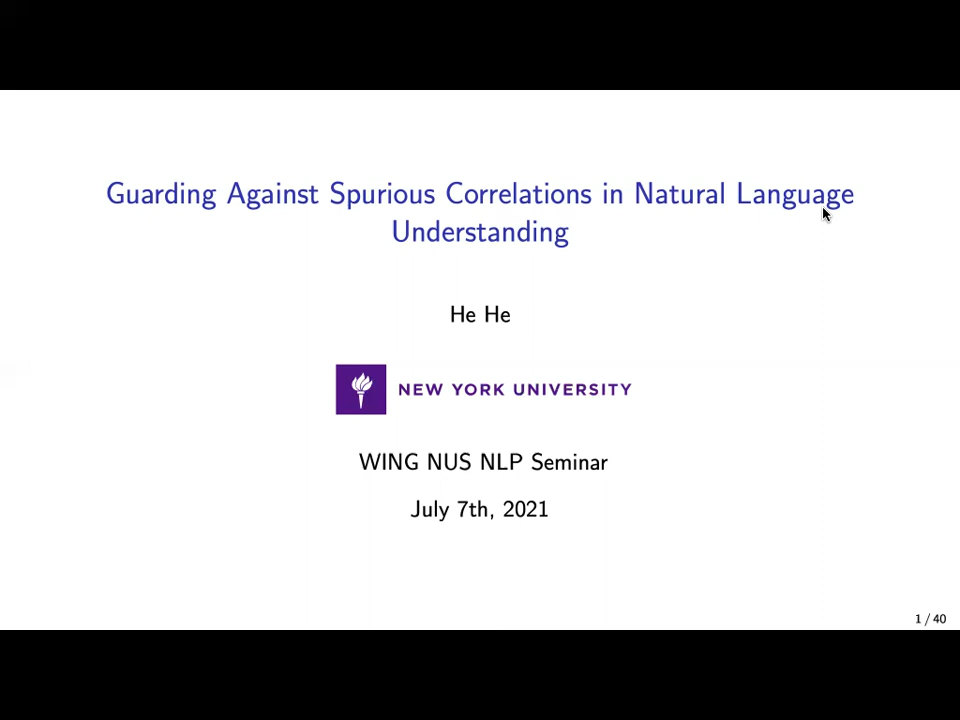 Guarding Against Spurious Correlations in Natural Language
Understanding
He He
NEW YORK UNIVERSITY
WING NUS NLP Seminar
July 7th, 2021
1 / 40